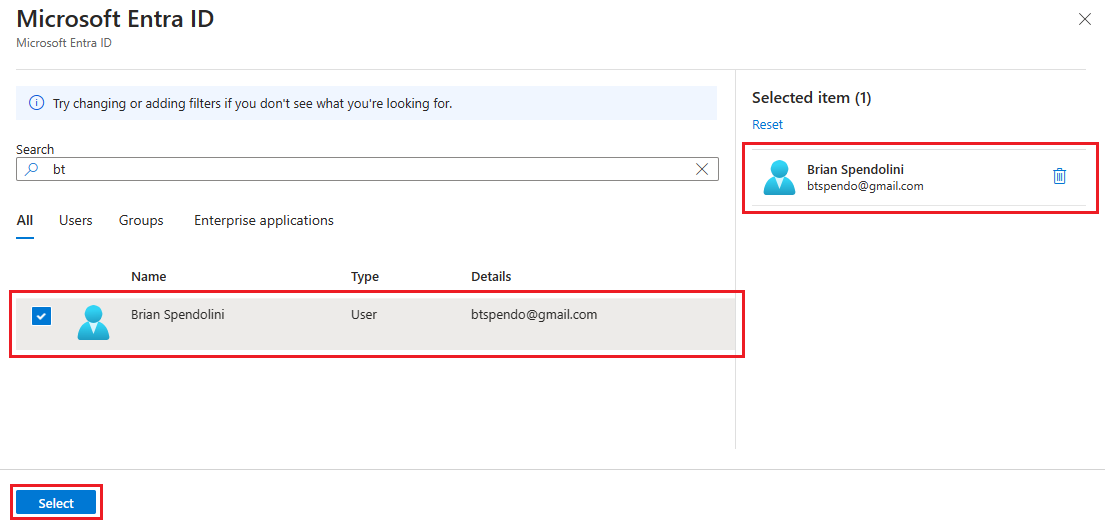 Microsoft Entra ID
Microsoft Entra ID
Try changing or adding filters if you don't see what you're looking for.
Search
bt
All Users Groups Enterprise applications
Name Type Details
Brian Spendolini User btspendo@gmail.com
Selected item (1)
Reset
Brian Spendolini
btspendo@gmail.com
Select